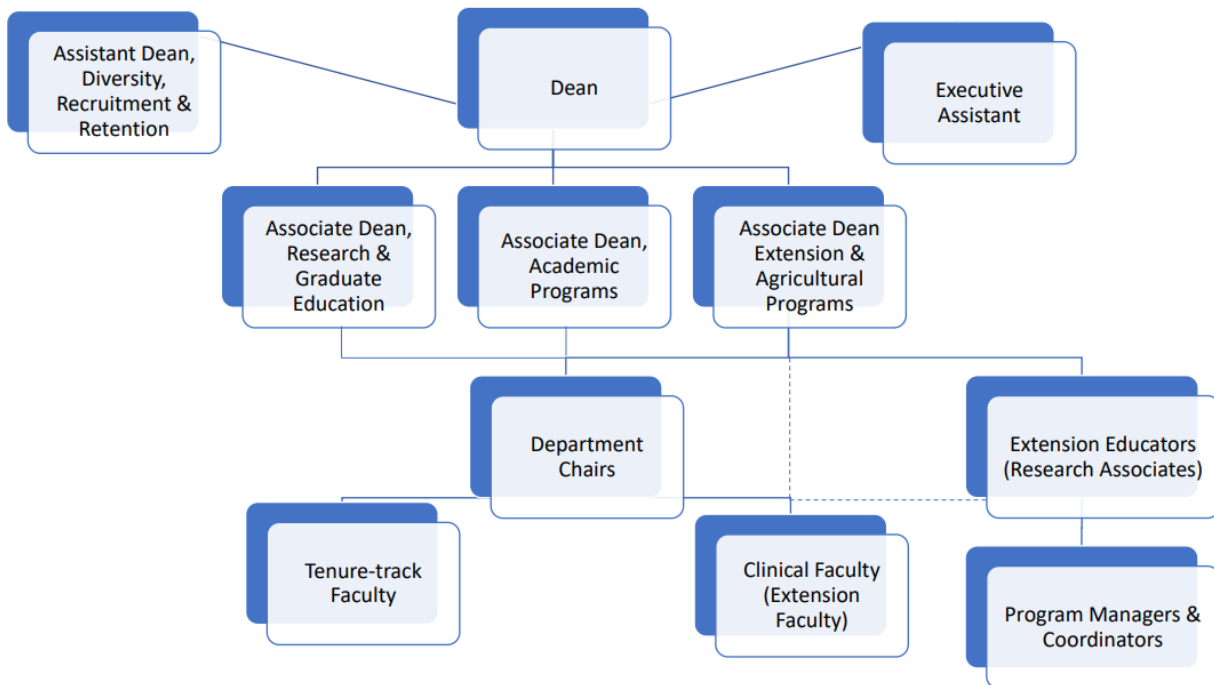 Assistant Dean,
Diversity,
Recruitment &
Retention
Dean
Executive
Assistant
Associate Dean,
Research &
Graduate
Education
Associate Dean,
Academic
Programs
Associate Dean
Extension &
Agricultural
Programs
Department
Chairs
Extension Educators
(Research Associates)
Tenure-track
Faculty
Clinical Faculty
(Extension
Faculty)
Program Managers &
Coordinators